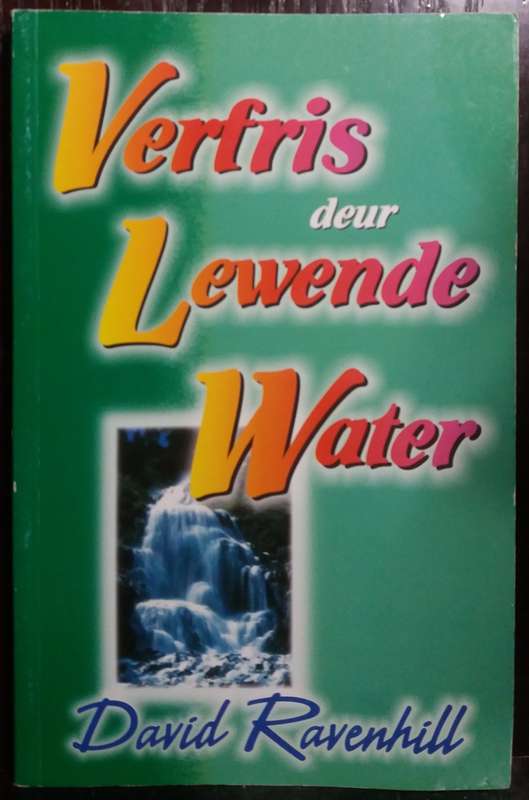 Verfris
deur
Lewende
Water
David Ravenhill